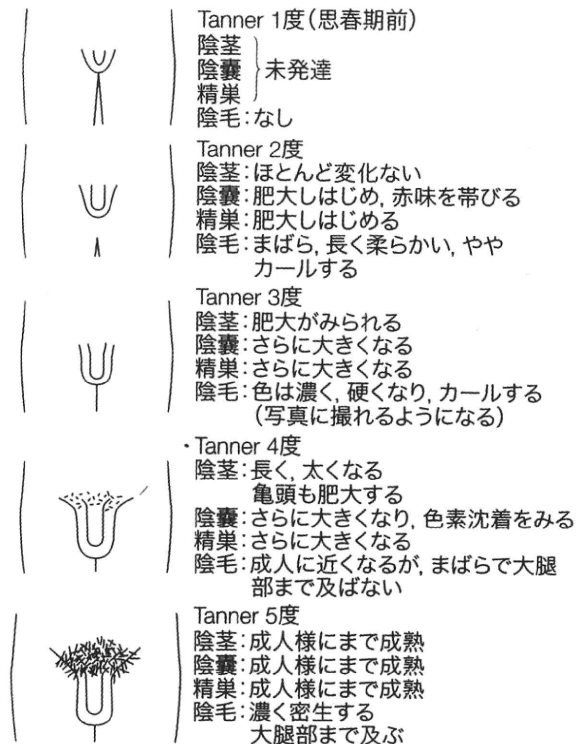 Tanner 1度(思春期前)
陰茎
陰嚢 未発達
精巣
陰毛:なし
Tanner 2度
陰茎:ほとんど変化ない
陰嚢:肥大しはじめ, 赤味を帯びる
精巣:肥大しはじめる
陰毛:まばら, 長く柔らかい, やや
カールする
Tanner 3度
陰茎:肥大がみられる
陰嚢:さらに大きくなる
精巣:さらに大きくなる
陰毛:色は濃く, 硬くなり, カールする
(写真に撮れるようになる)
Tanner 4度
陰茎:長く, 太くなる
亀頭も肥大する
陰嚢:さらに大きくなり, 色素沈着をみる
精巣:さらに大きくなる
陰毛:成人に近くなるが, まばらで大腿
部まで及ばない
Tanner 5度
陰茎:成人様にまで成熟
陰嚢:成人様にまで成熟
精巣:成人様にまで成熟
陰毛:濃く密生する
大腿部まで及ぶ